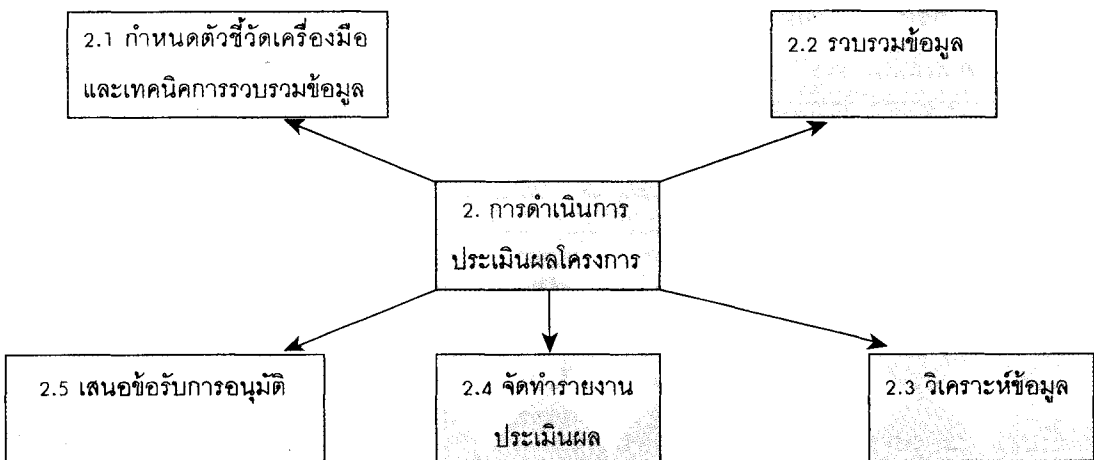 2.1 กำหนดตัวชี้วัดเครื่องมือ
และเทคนิคการรวบรวมข้อมูล
2.2 รวบรวมข้อมูล
2. การดำเนินการ
ประเมินผลโครงการ
2.5 เสนอข้อรับการอนุมัติ
2.4 จัดทำรายงาน
ประเมินผล
2.3 วิเคราะห์ข้อมูล